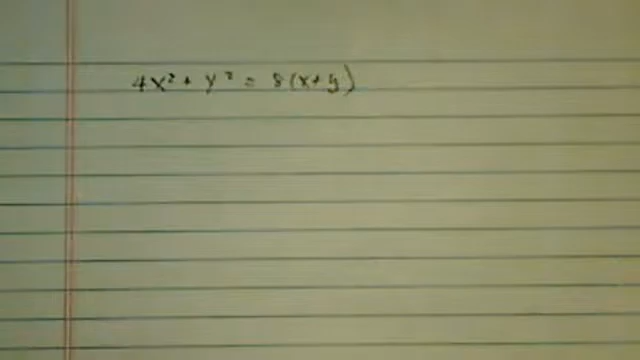 4x² + y² = 8(x+y)